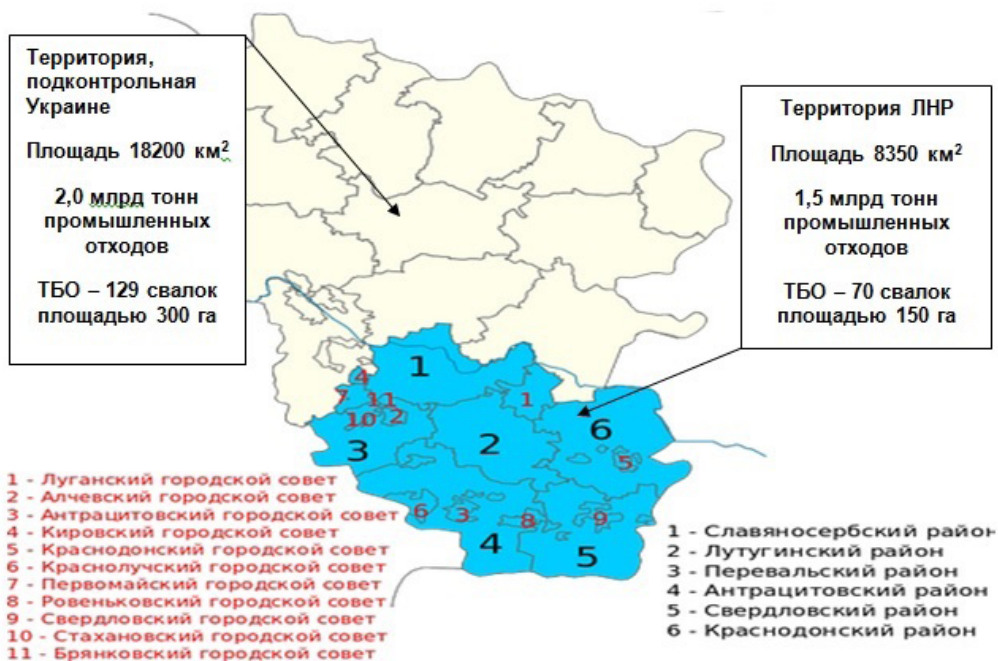 Территория,
подконтрольная
Украине
Площадь 18200 км²
2,0 млрд тонн
промышленных
отходов
ТБО – 129 свалок
площадью 300 га
Территория ЛНР
Площадь 8350 км²
1,5 млрд тонн
промышленных
отходов
ТБО – 70 свалок
площадью 150 га
1
4
7
11
1
10
2
6
3
2
5
6
3
8
9
4
5
1 - Луганский городской совет
2 - Алчевский городской совет
3 - Антрацитовский городской совет
4 - Кировский городской совет
5 - Краснодонский городской совет
6 - Краснолучский городской совет
7 - Первомайский городской совет
8 - Ровеньковский городской совет
9 - Свердловский городской совет
10 - Стахановский городской совет
11 - Брянковский городской совет
1 - Славяносербский район
2 - Лутугинский район
3 - Перевальский район
4 - Антрацитовский район
5 - Свердловский район
6 - Краснодонский район